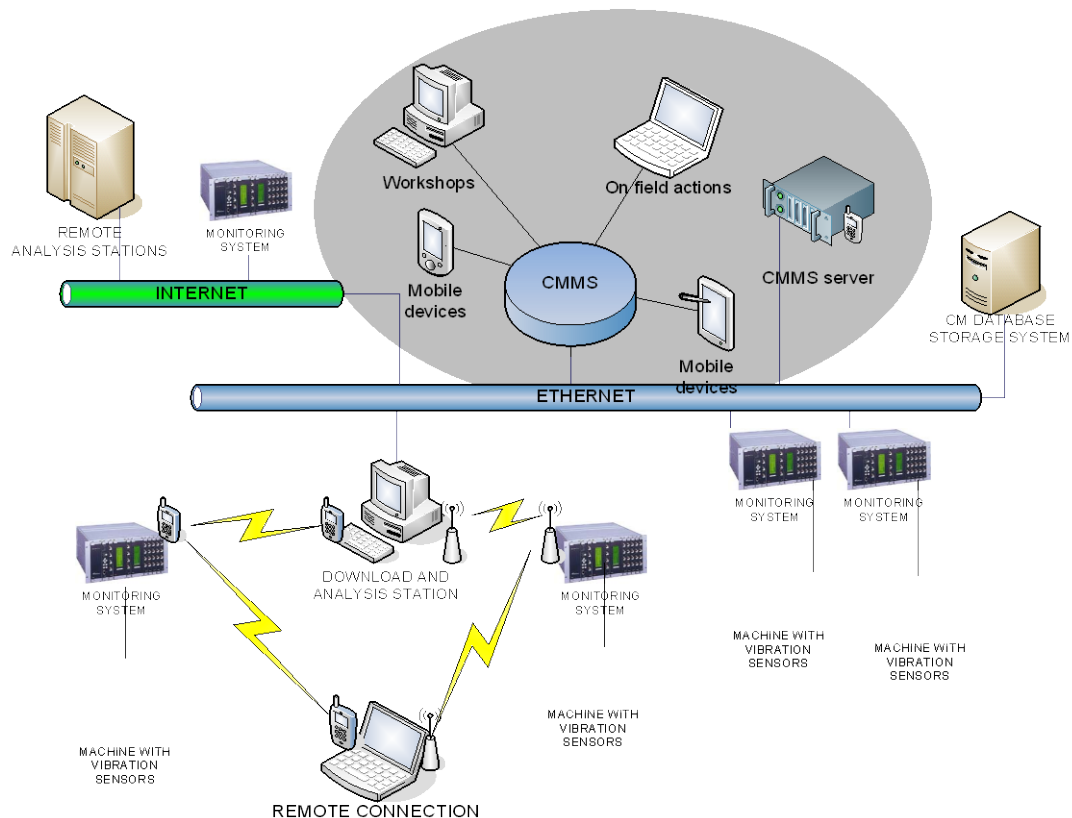 Workshops
On field actions
REMOTE
ANALYSIS STATIONS
MONITORING
SYSTEM
CMMS
CMMS server
INTERNET
Mobile
devices
CM DATABASE
STORAGE SYSTEM
Mobile
devices
ETHERNET
MONITORING
SYSTEM
MONITORING
SYSTEM
DOWNLOAD AND
ANALYSIS STATION
MONITORING
SYSTEM
MONITORING
SYSTEM
MACHINE WITH
VIBRATION
SENSORS
MACHINE WITH
VIBRATION
SENSORS
MACHINE WITH
VIBRATION
SENSORS
MACHINE WITH
VIBRATION
SENSORS
REMOTE CONNECTION